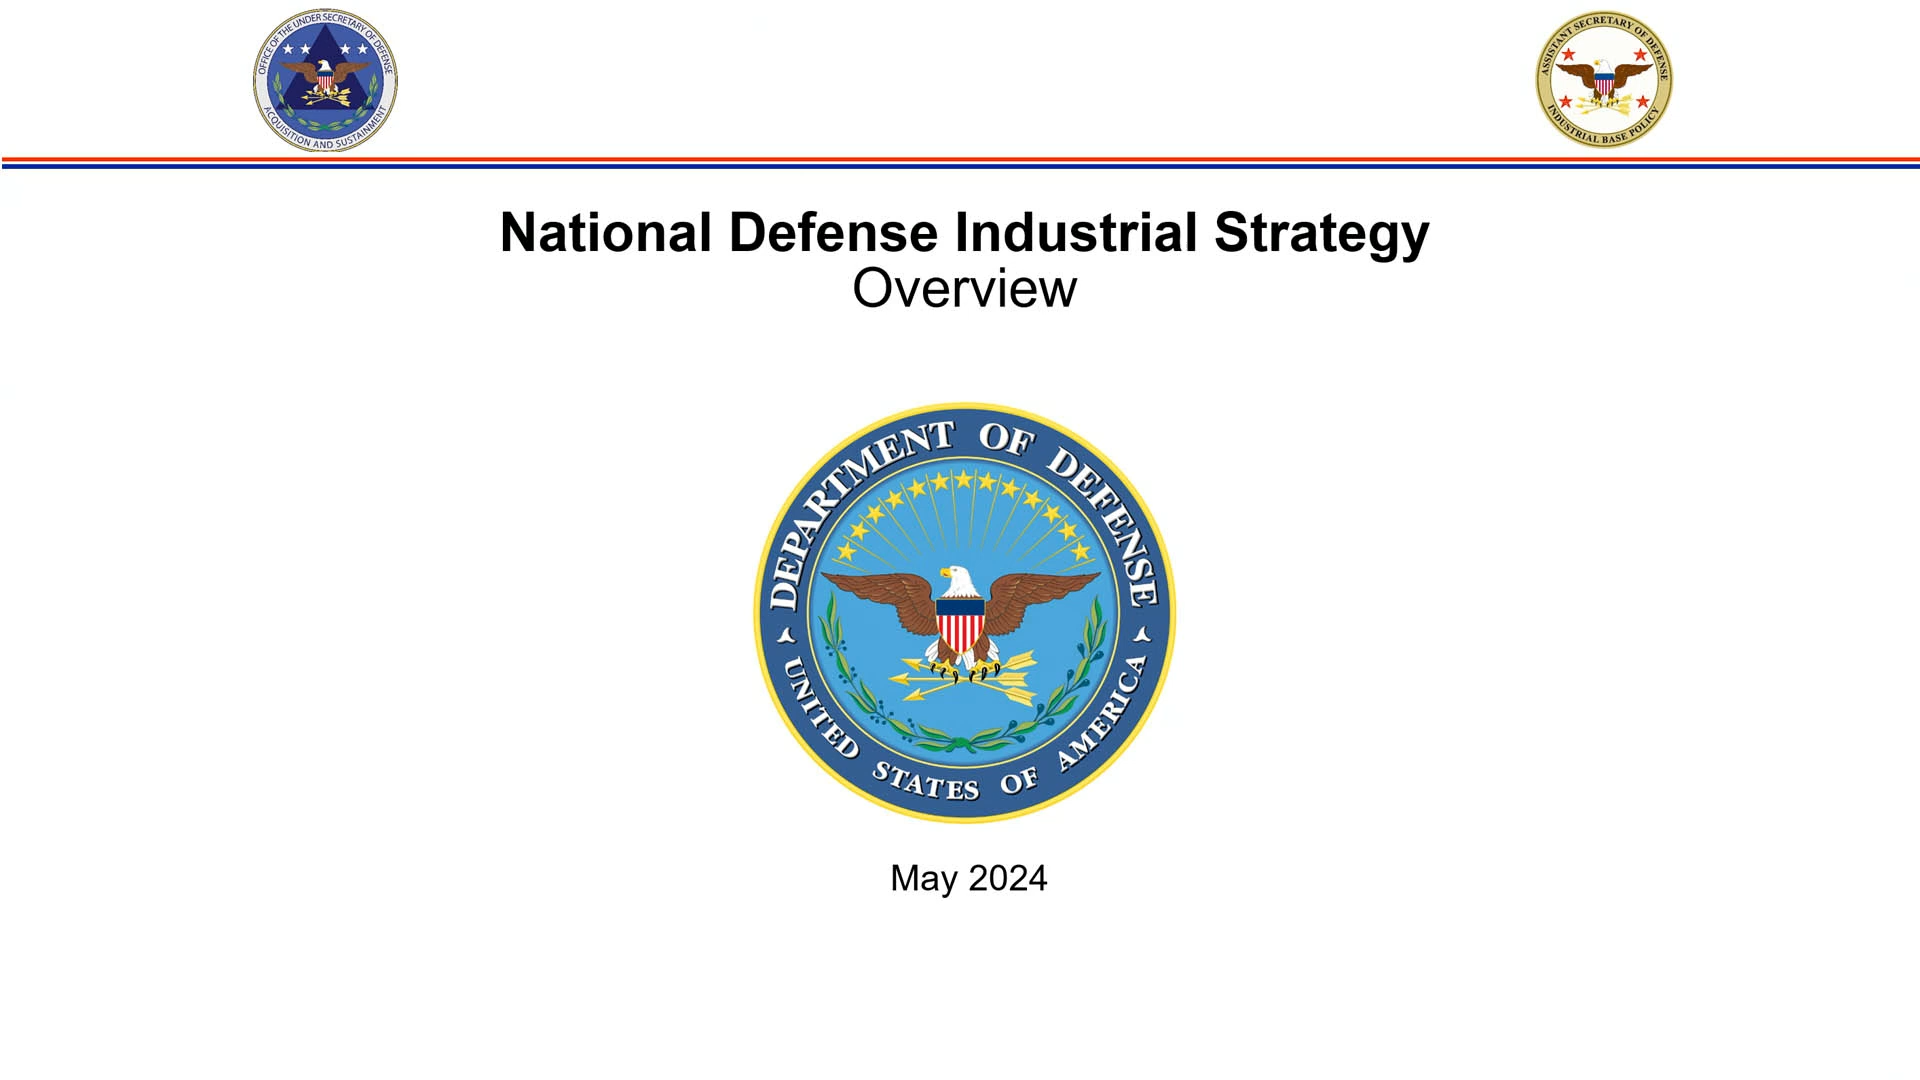 OFFICE OF THE UNDER SECRETARY OF DEFENSE
ACQUISITION AND SUSTAINMENT
ASSISTANT SECRETARY OF DEFENSE
INDUSTRIAL BASE POLICY
National Defense Industrial Strategy
Overview
DEPARTMENT OF DEFENSE
UNITED STATES OF AMERICA
May 2024